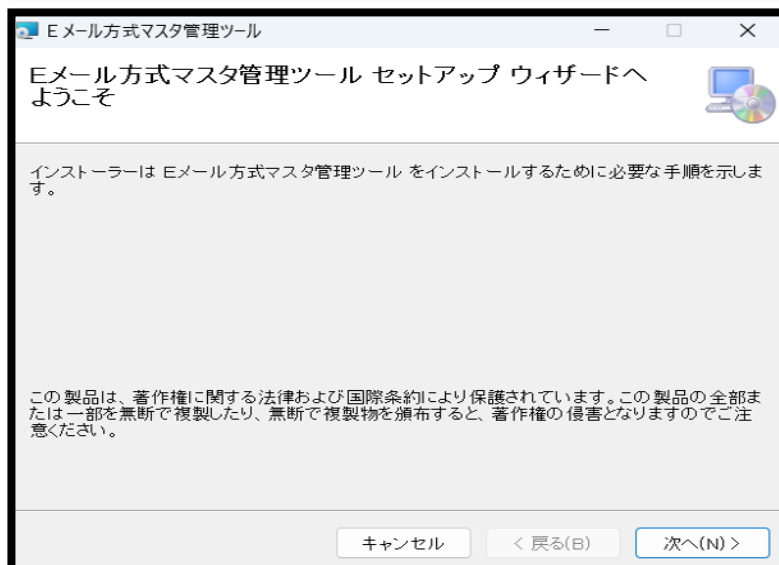 Eメール方式マスタ管理ツール
Eメール方式マスタ管理ツール セットアップ ウィザードへ
ようこそ
インストーラーは Eメール方式マスタ管理ツール をインストールするために必要な手順を示しま
す。
この製品は、著作権に関する法律および国際条約により保護されています。この製品の全部ま
たは一部を無断で複製したり、無断で複製物を頒布すると、著作権の侵害となりますのでご注
意ください。
キャンセル
< 戻る(B)
次へ(N) >